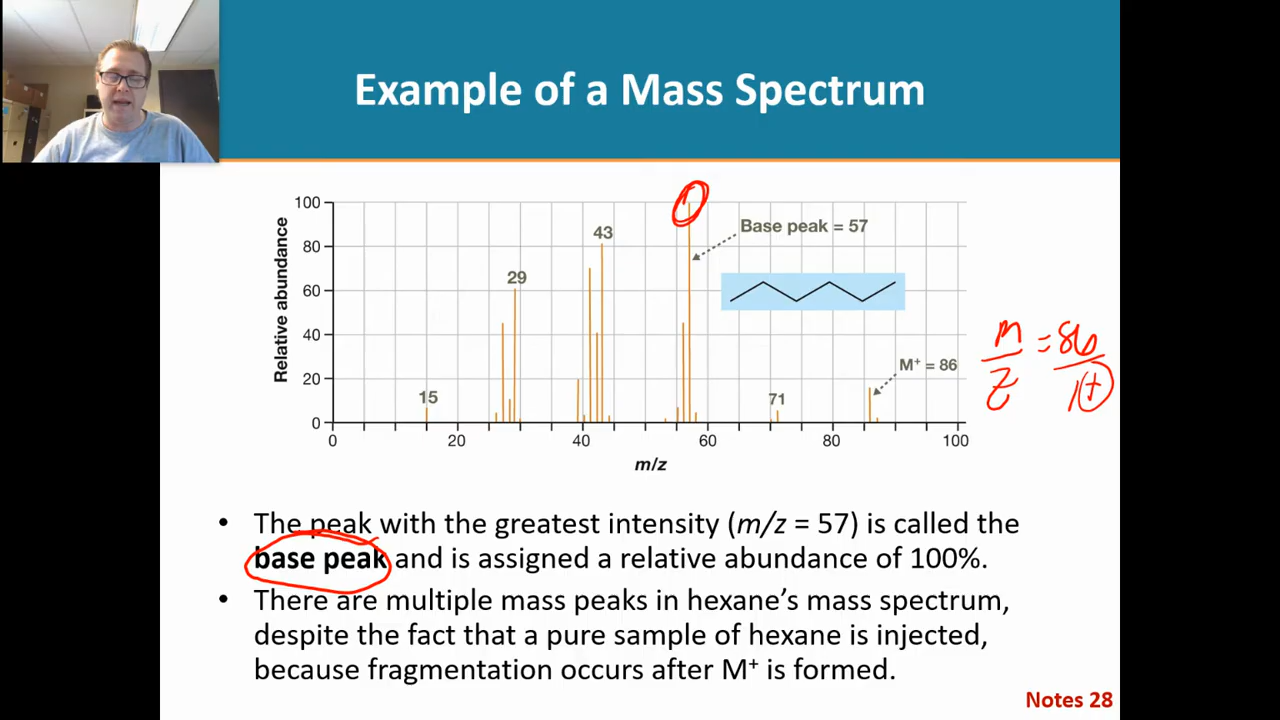 Example of a Mass Spectrum
Relative abundance
100
80
60
40
20
0
0
20
40
60
80
100
m/z
15
29
43
Base peak = 57
71
M⁺ = 86
m/z = 86/1+
• The peak with the greatest intensity (m/z = 57) is called the
base peak and is assigned a relative abundance of 100%.
• There are multiple mass peaks in hexane’s mass spectrum,
despite the fact that a pure sample of hexane is injected,
because fragmentation occurs after M⁺ is formed.
Notes 28